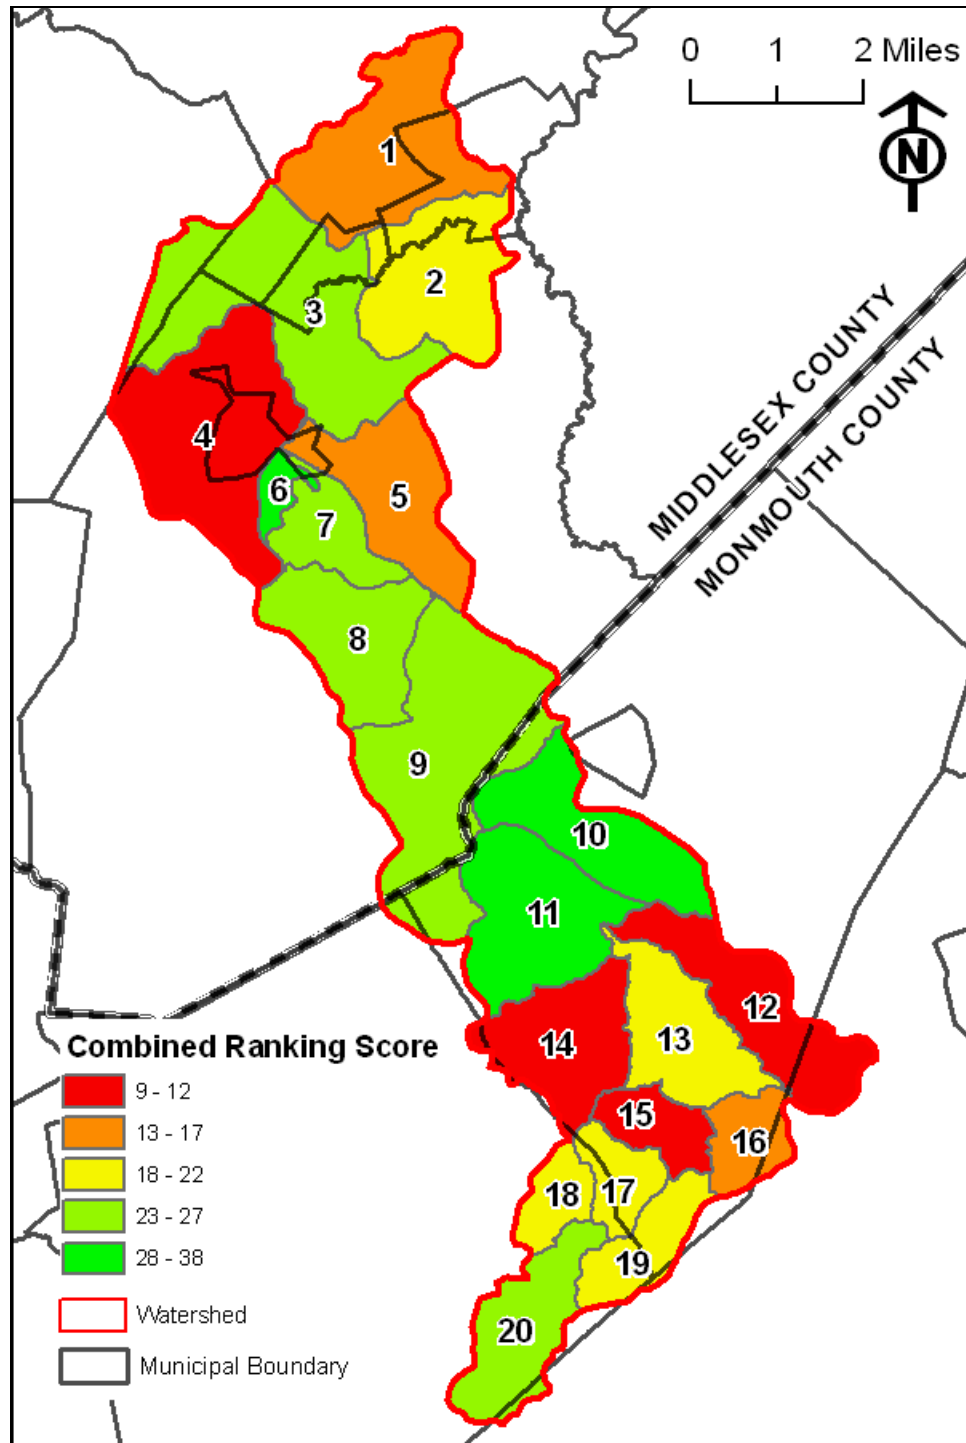 0 1 2 Miles
N
1
2
3
MIDDLESEX COUNTY
MONMOUTH COUNTY
4
5
6
7
8
9
10
11
12
13
14
15
16
17
18
19
20
Combined Ranking Score
9 - 12
13 - 17
18 - 22
23 - 27
28 - 38
Watershed
Municipal Boundary